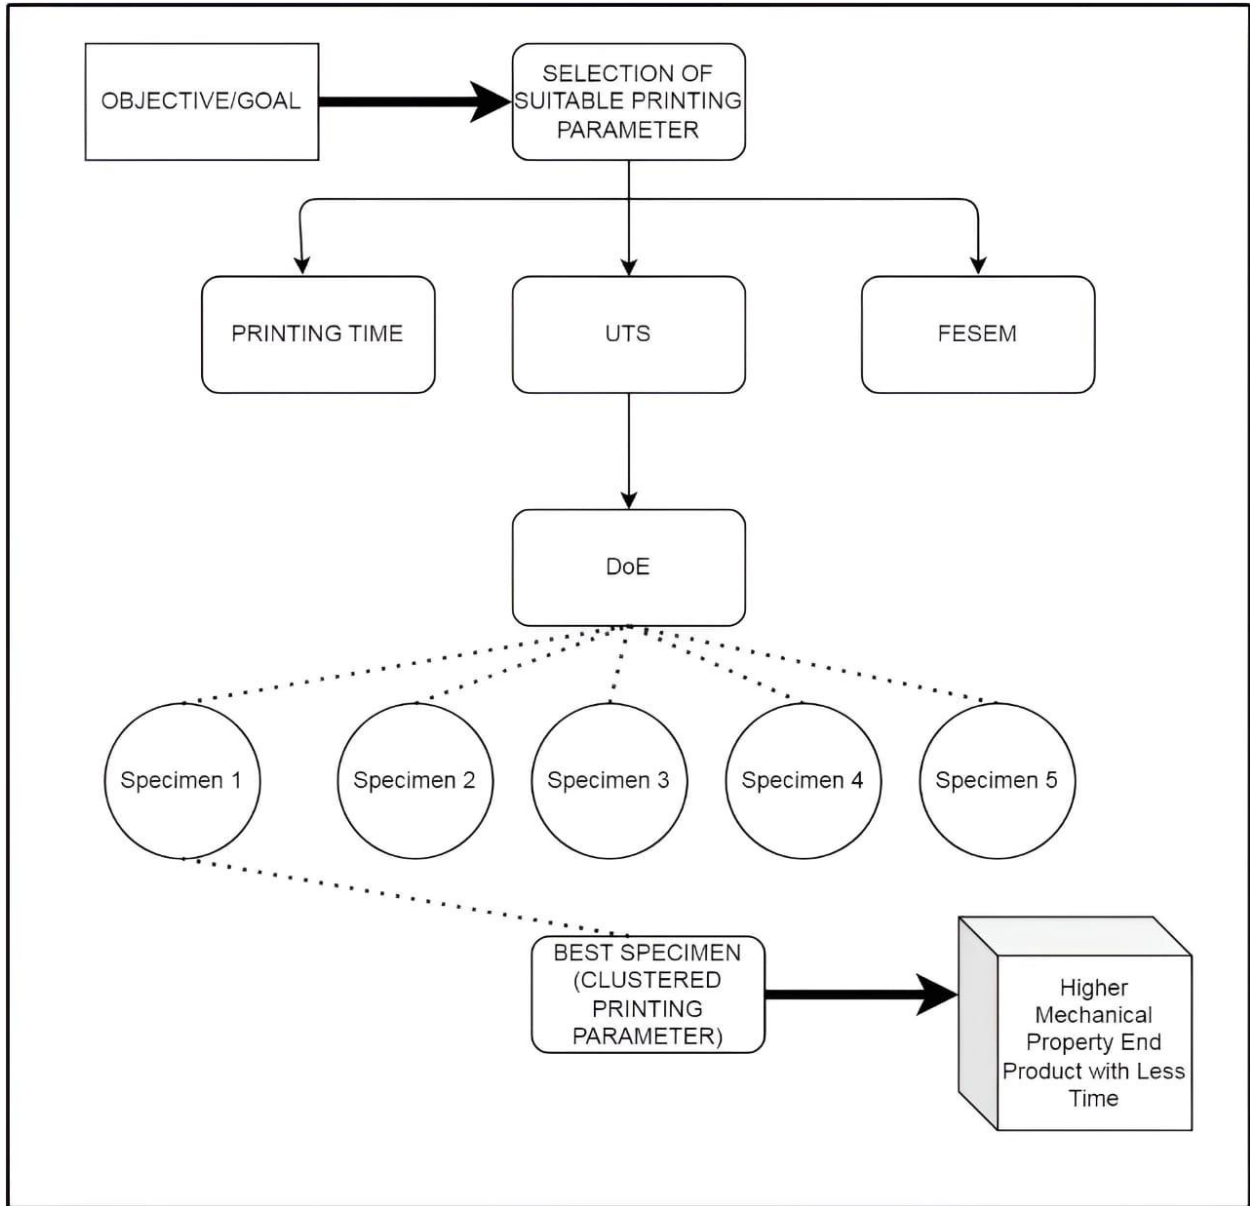 OBJECTIVE/GOAL
SELECTION OF
SUITABLE PRINTING
PARAMETER
PRINTING TIME
UTS
FESEM
DoE
Specimen 1
Specimen 2
Specimen 3
Specimen 4
Specimen 5
BEST SPECIMEN
(CLUSTERED
PRINTING
PARAMETER)
Higher
Mechanical
Property End
Product with Less
Time